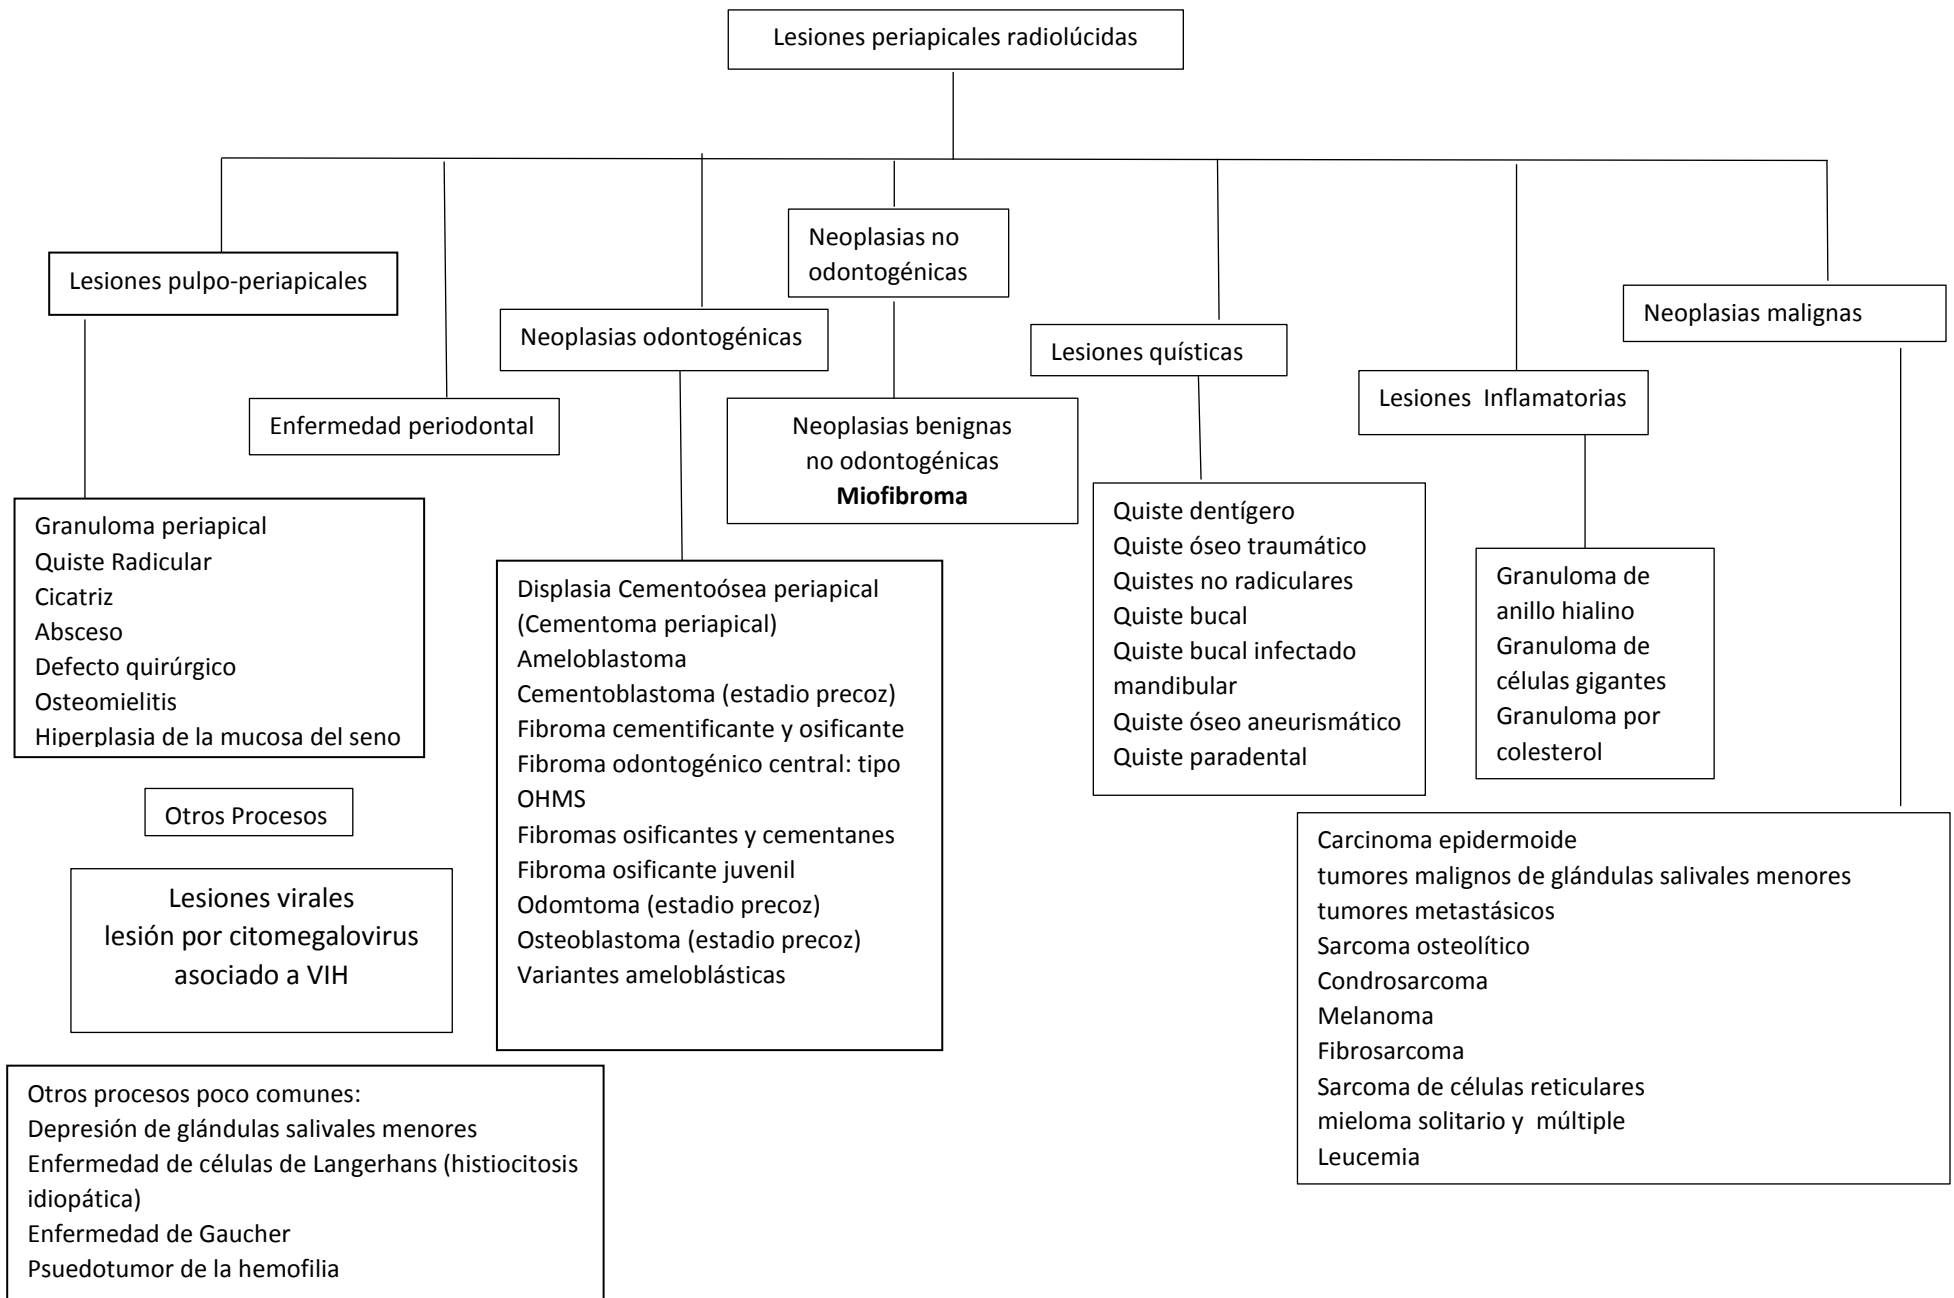 Lesiones periapicales radiolúcidas
Neoplasias no
odontogénicas
Lesiones pulpo-periapicales
Neoplasias malignas
Neoplasias odontogénicas
Lesiones quísticas
Lesiones Inflamatorias
Enfermedad periodontal
Neoplasias benignas
no odontogénicas
Miofibroma
Granuloma periapical
Quiste Radicular
Cicatriz
Absceso
Defecto quirúrgico
Osteomielitis
Hiperplasia de la mucosa del seno
Displasia Cementoósea periapical
(Cementoma periapical)
Ameloblastoma
Cementoblastoma (estadio precoz)
Fibroma cementificante y osificante
Fibroma odontogénico central: tipo
OHMS
Fibromas osificantes y cementanes
Fibroma osificante juvenil
Odomtoma (estadio precoz)
Osteoblastoma (estadio precoz)
Variantes ameloblásticas
Quiste dentígero
Quiste óseo traumático
Quistes no radiculares
Quiste bucal
Quiste bucal infectado
mandibular
Quiste óseo aneurismático
Quiste paradental
Granuloma de
anillo hialino
Granuloma de
células gigantes
Granuloma por
colesterol
Otros Procesos
Lesiones virales
lesión por citomegalovirus
asociado a VIH
Carcinoma epidermoide
tumores malignos de glándulas salivales menores
tumores metastásicos
Sarcoma osteolítico
Condrosarcoma
Melanoma
Fibrosarcoma
Sarcoma de células reticulares
mieloma solitario y múltiple
Leucemia
Otros procesos poco comunes:
Depresión de glándulas salivales menores
Enfermedad de células de Langerhans (histiocitosis
idiopática)
Enfermedad de Gaucher
Psuedotumor de la hemofilia